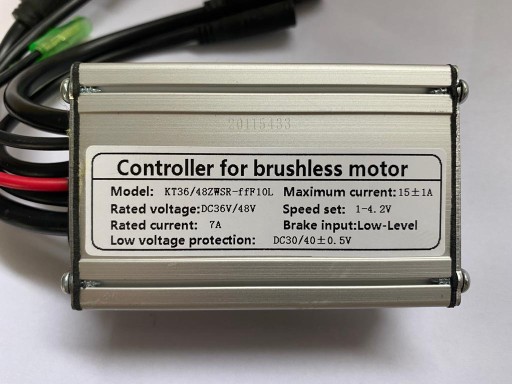 20115433
Controller for brushless motor
Model: KT36/48ZWSR-ffF10L Maximum current:15±1A
Rated voltage:DC36V/48V Speed set: 1-4.2V
Rated current: 7A Brake input:Low-Level
Low voltage protection: DC30/40±0.5V